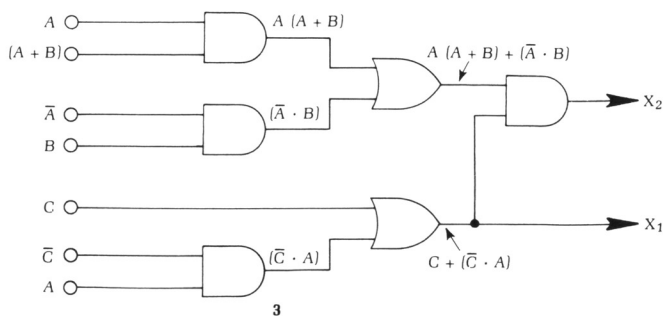 A
A (A + B)
(A + B)
A (A + B) + (A̅ · B)
X₂
A̅
(A̅ · B)
B
C
X₁
C̅
(C̅ · A)
C + (C̅ · A)
A
3